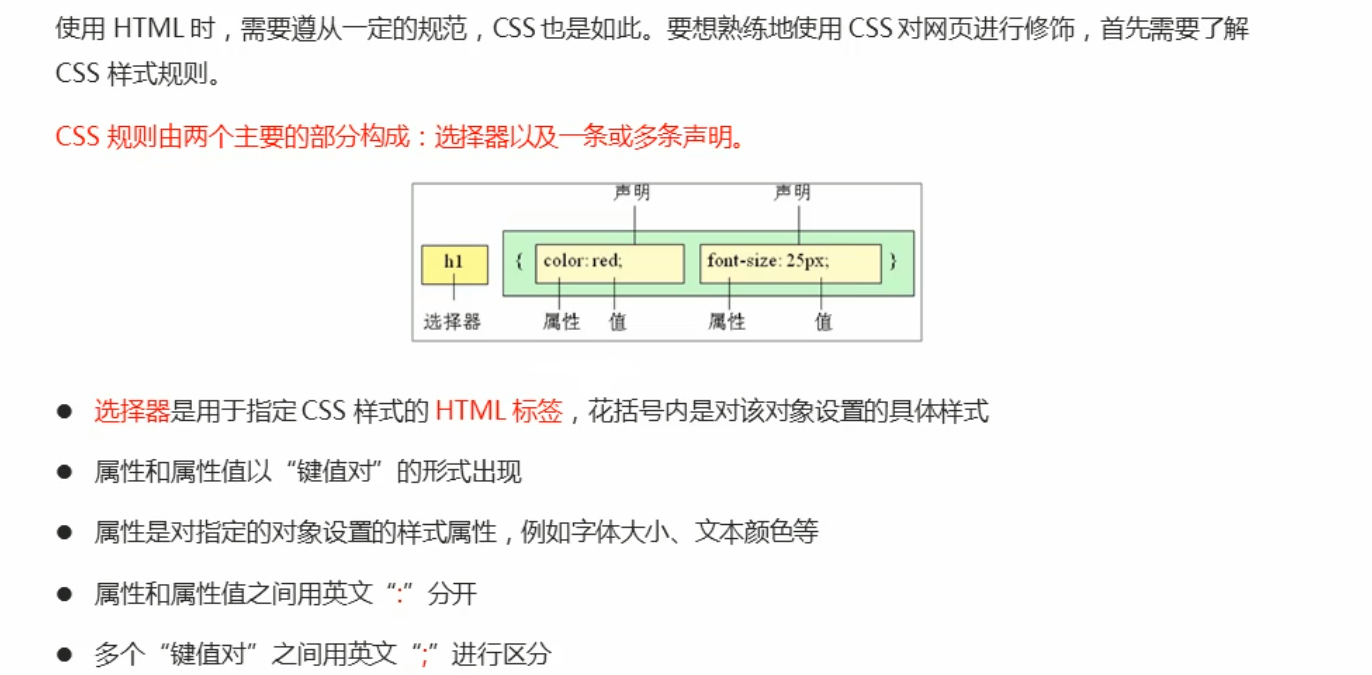 使用 HTML 时，需要遵从一定的规范，CSS 也是如此。要想熟练地使用 CSS 对网页进行修饰，首先需要了解
CSS 样式规则。
CSS 规则由两个主要的部分构成：选择器以及一条或多条声明。
声明 声明
h1 { color: red; font-size: 25px; }
选择器 属性 值 属性 值
● 选择器是用于指定 CSS 样式的 HTML 标签，花括号内是对该对象设置的具体样式
● 属性和属性值以“键值对”的形式出现
● 属性是对指定的对象设置的样式属性，例如字体大小、文本颜色等
● 属性和属性值之间用英文“:”分开
● 多个“键值对”之间用英文“;”进行区分